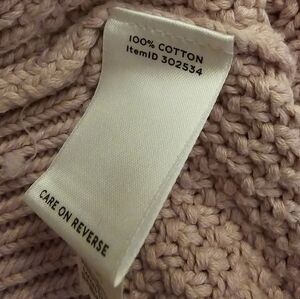 100% COTTON
ItemID 302534
CARE ON REVERSE